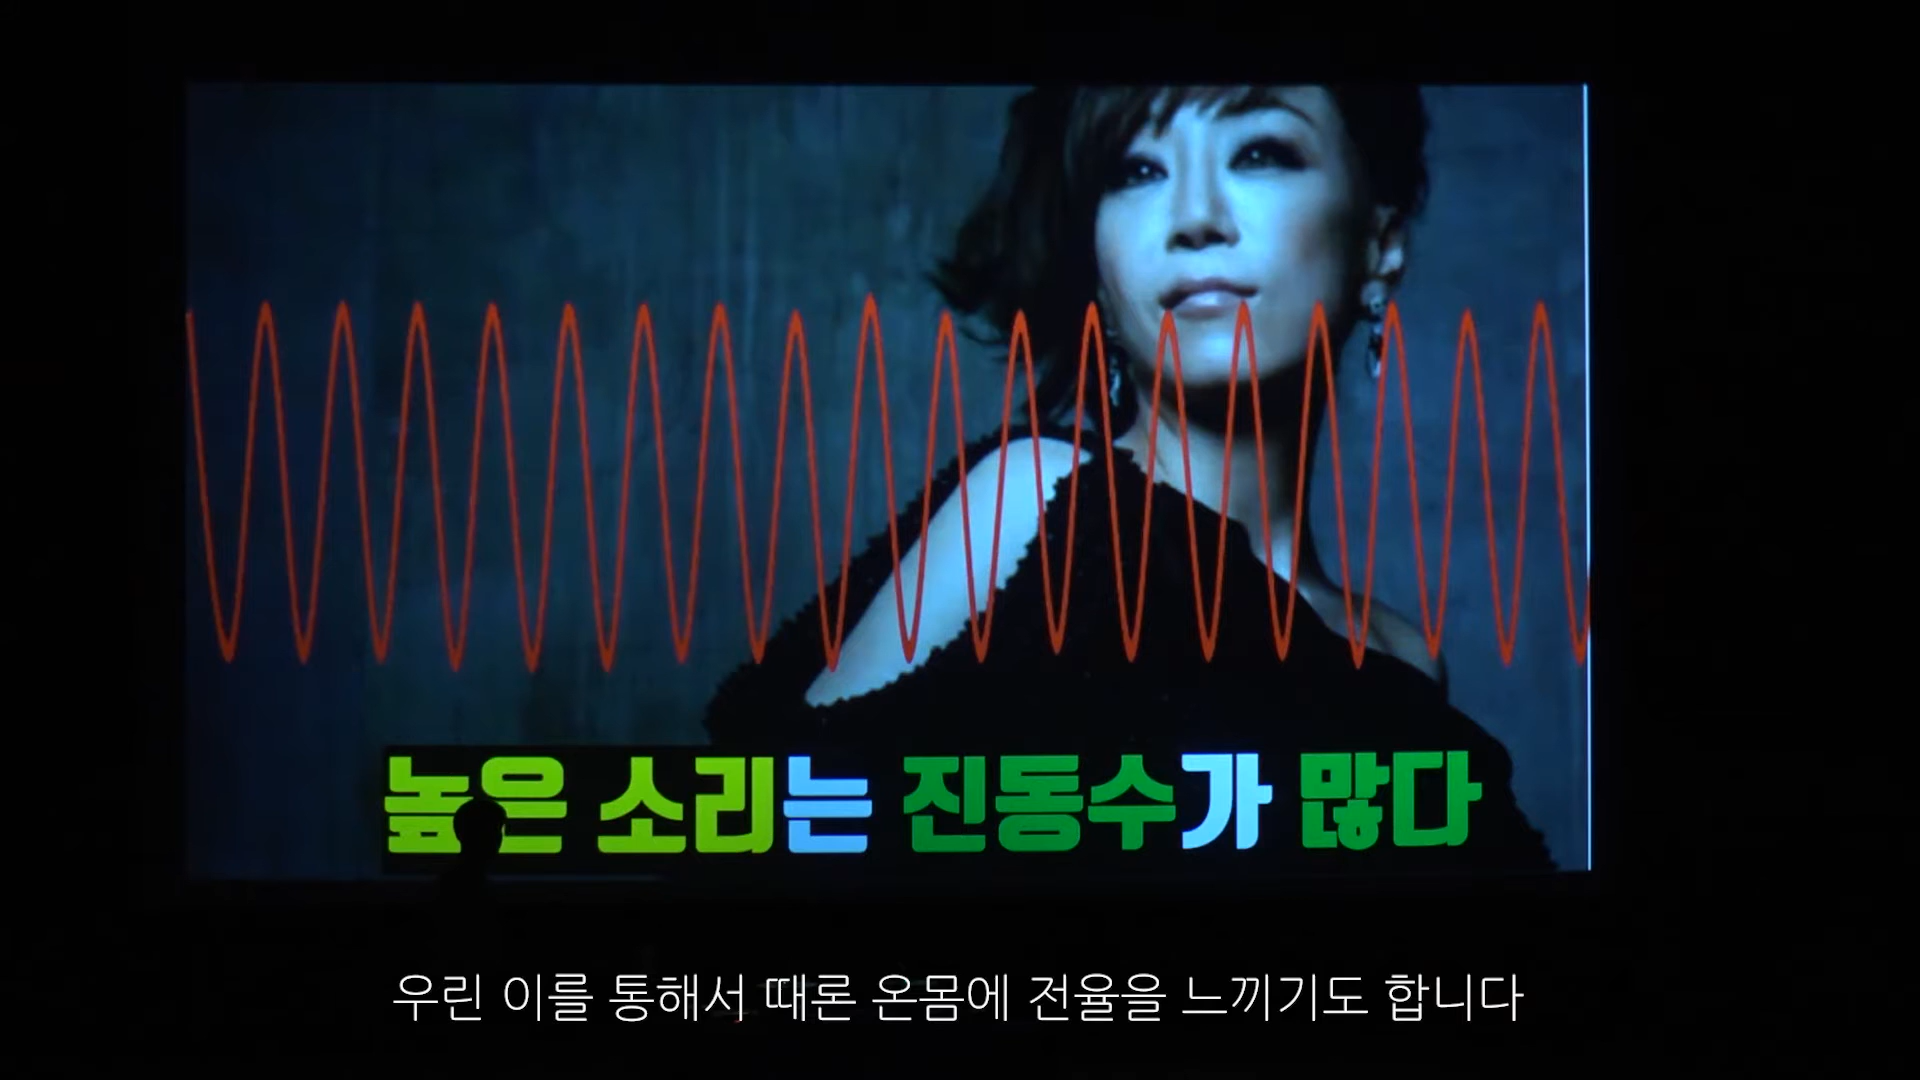 높은 소리는 진동수가 많다
우린 이를 통해서 때론 온몸에 전율을 느끼기도 합니다